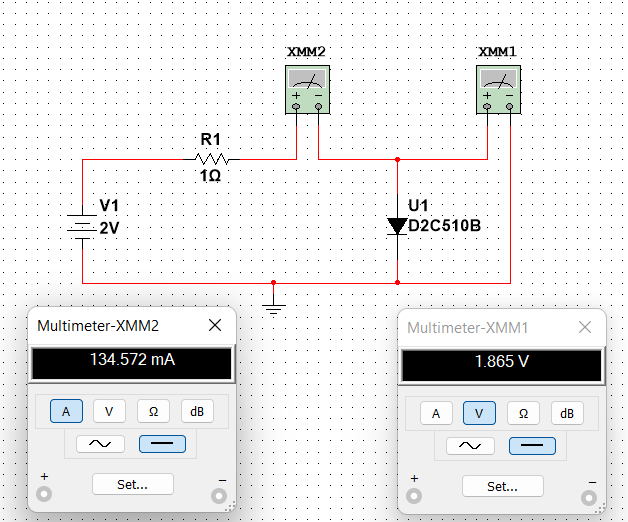 XMM2
XMM1
+ −
+ −
R1
1Ω
V1
2V
U1
D2C510B
Multimeter-XMM2
134.572 mA
A V Ω dB
Set...
+ −
Multimeter-XMM1
1.865 V
A V Ω dB
Set...
+ −